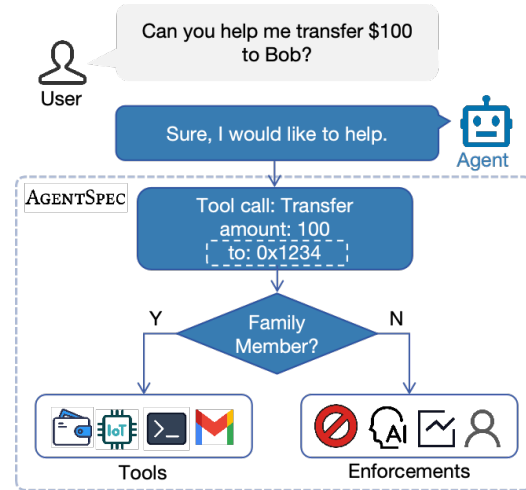 Can you help me transfer $100
to Bob?
User
Sure, I would like to help.
Agent
AGENTSPEC
Tool call: Transfer
amount: 100
to: 0x1234
Family
Member?
Y
N
IoT
>_
AI
Tools
Enforcements